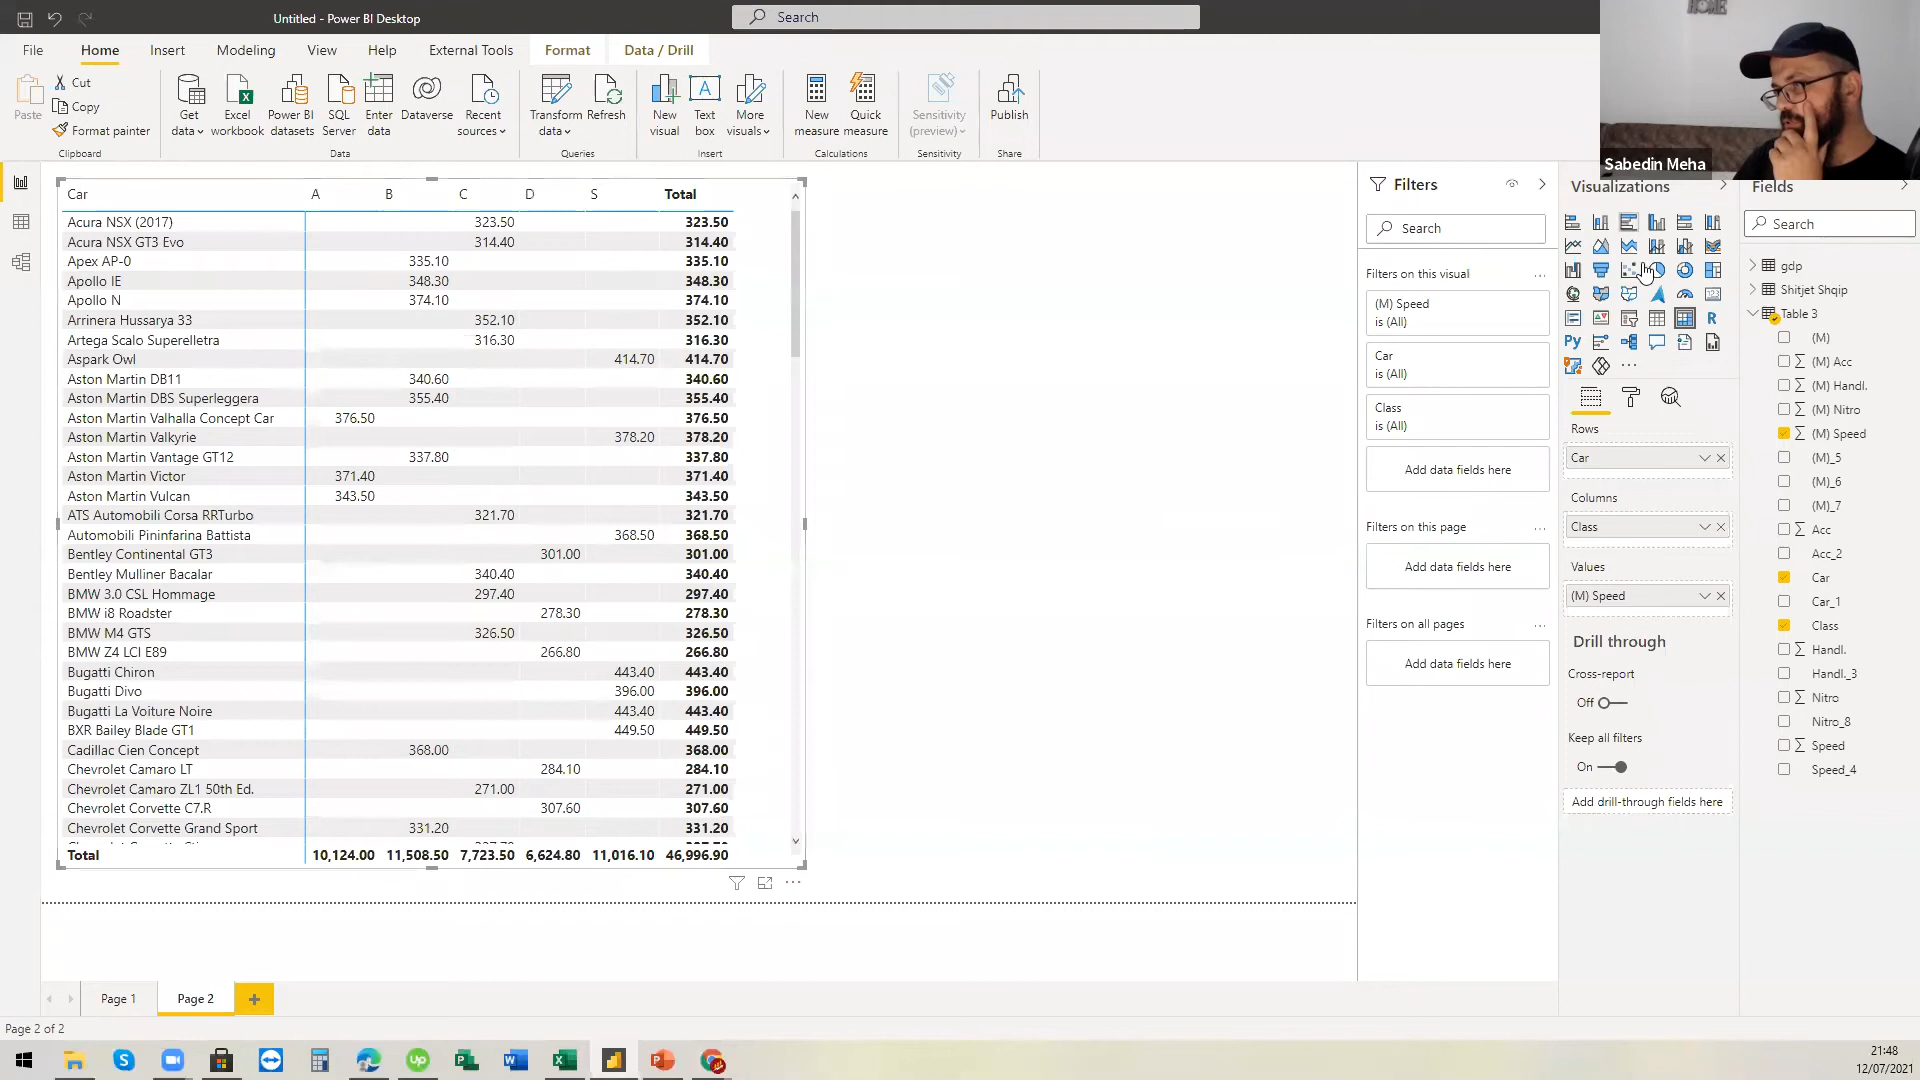 Untitled - Power BI Desktop
Search
HOME
Sabedin Meha
File
Home
Insert
Modeling
View
Help
External Tools
Format
Data / Drill
Paste
Cut
Copy
Format painter
Clipboard
Get data
Excel workbook
Power BI datasets
SQL Server
Enter data
Dataverse
Recent sources
Data
Transform data
Refresh
Queries
New visual
Text box
More visuals
Insert
New measure
Quick measure
Calculations
Sensitivity (preview)
Sensitivity
Publish
Share
Car A B C D S Total
Acura NSX (2017) 323.50 323.50
Acura NSX GT3 Evo 314.40 314.40
Apex AP-0 335.10 335.10
Apollo IE 348.30 348.30
Apollo N 374.10 374.10
Arrinera Hussarya 33 352.10 352.10
Artega Scalo Superelletra 316.30 316.30
Aspark Owl 414.70 414.70
Aston Martin DB11 340.60 340.60
Aston Martin DBS Superleggera 355.40 355.40
Aston Martin Valhalla Concept Car 376.50 376.50
Aston Martin Valkyrie 378.20 378.20
Aston Martin Vantage GT12 337.80 337.80
Aston Martin Victor 371.40 371.40
Aston Martin Vulcan 343.50 343.50
ATS Automobili Corsa RRTurbo 321.70 321.70
Automobili Pininfarina Battista 368.50 368.50
Bentley Continental GT3 301.00 301.00
Bentley Mulliner Bacalar 340.40 340.40
BMW 3.0 CSL Hommage 297.40 297.40
BMW i8 Roadster 278.30 278.30
BMW M4 GTS 326.50 326.50
BMW Z4 LCI E89 266.80 266.80
Bugatti Chiron 443.40 443.40
Bugatti Divo 396.00 396.00
Bugatti La Voiture Noire 443.40 443.40
BXR Bailey Blade GT1 449.50 449.50
Cadillac Cien Concept 368.00 368.00
Chevrolet Camaro LT 284.10 284.10
Chevrolet Camaro ZL1 50th Ed. 271.00 271.00
Chevrolet Corvette C7.R 307.60 307.60
Chevrolet Corvette Grand Sport 331.20 331.20
Total 10,124.00 11,508.50 7,723.50 6,624.80 11,016.10 46,996.90
Filters
Search
Filters on this visual ...
(M) Speed
is (All)
Car
is (All)
Class
is (All)
Add data fields here
Filters on this page ...
Add data fields here
Filters on all pages ...
Add data fields here
Visualizations
R
Py
Rows
Car
Columns
Class
Values
(M) Speed
Drill through
Cross-report
Off
Keep all filters
On
Add drill-through fields here
Fields
Search
gdp
Shitjet Shqip
Table 3
(M)
(M) Acc
(M) Handl.
(M) Nitro
(M) Speed
(M)_5
(M)_6
(M)_7
Acc
Acc_2
Car
Car_1
Class
Handl.
Handl._3
Nitro
Nitro_8
Speed
Speed_4
Page 1
Page 2
+
Page 2 of 2
21:48
12/07/2021